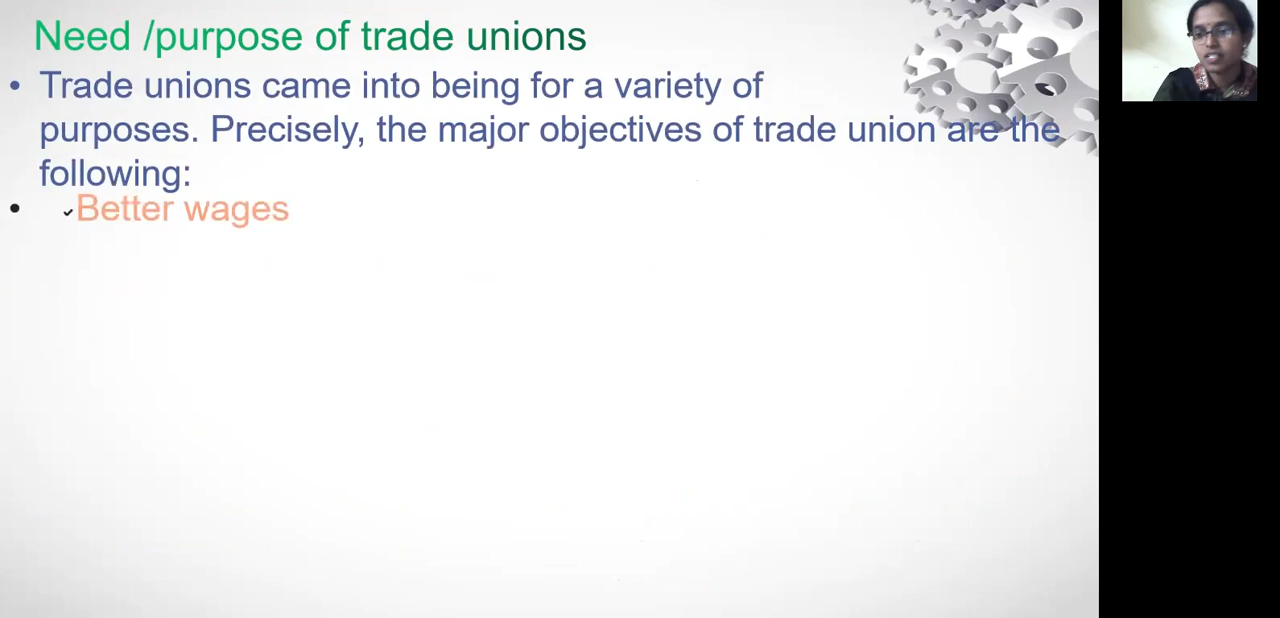 Need /purpose of trade unions
• Trade unions came into being for a variety of
purposes. Precisely, the major objectives of trade union are the
following:
• ✓Better wages